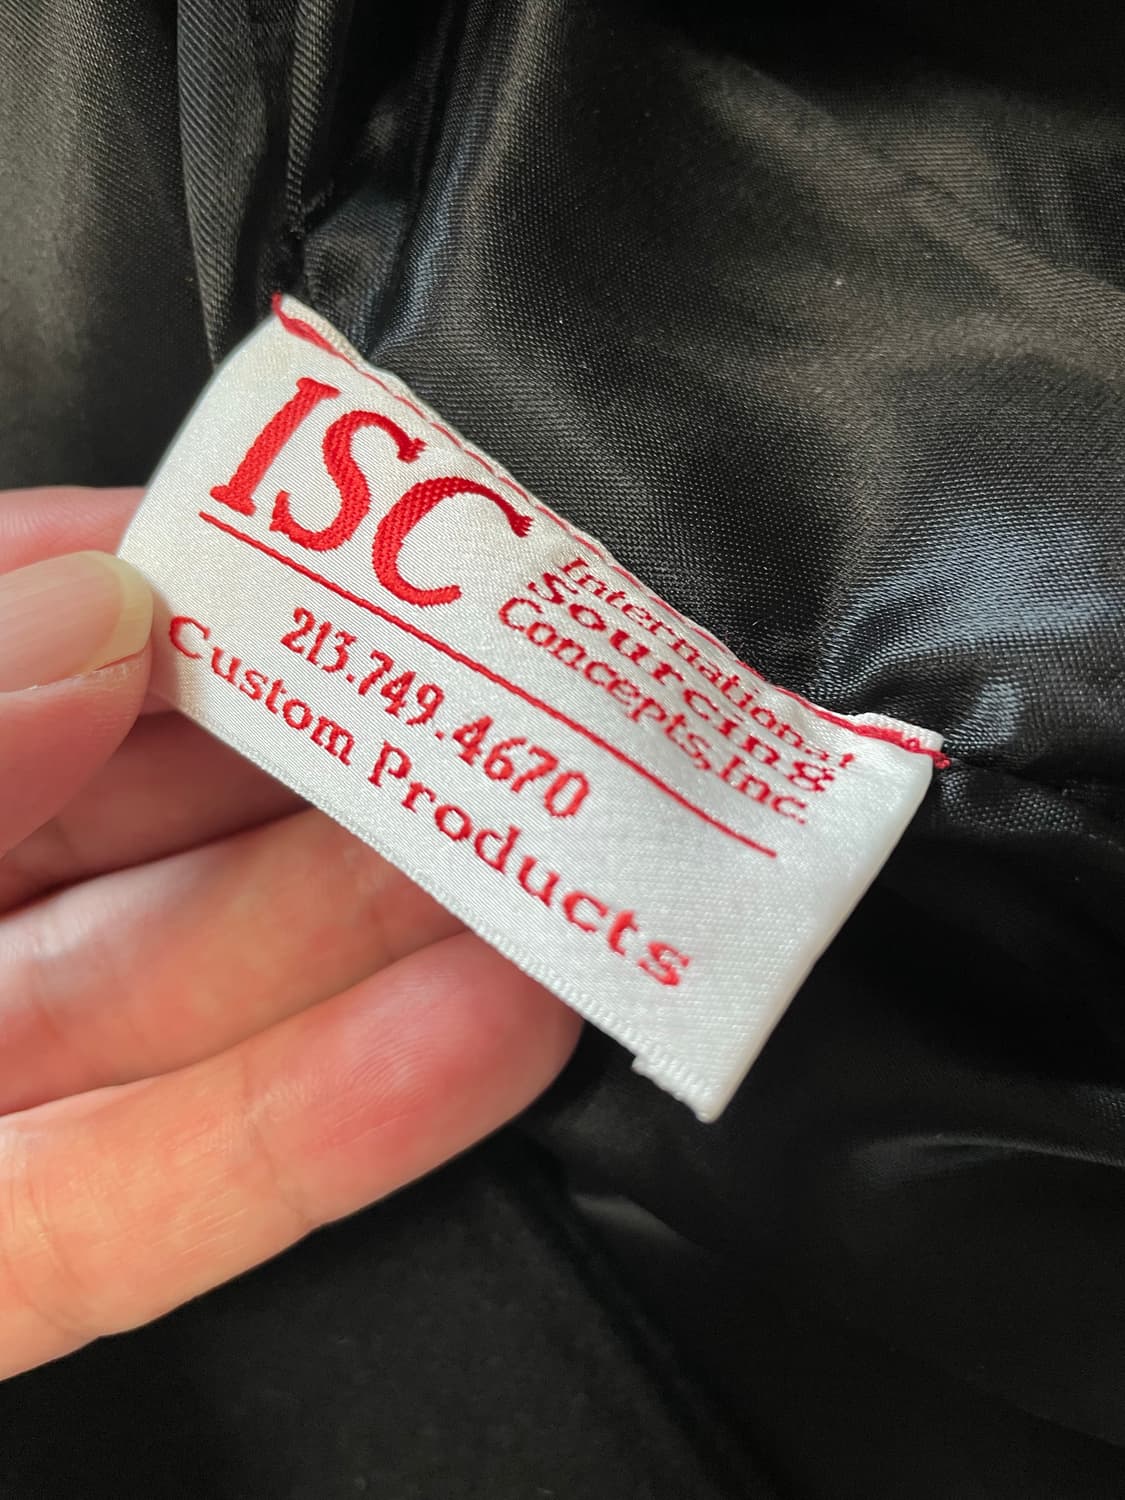 ISC
International
Sourcing
Concepts, Inc.
213.749.4670
Custom Products